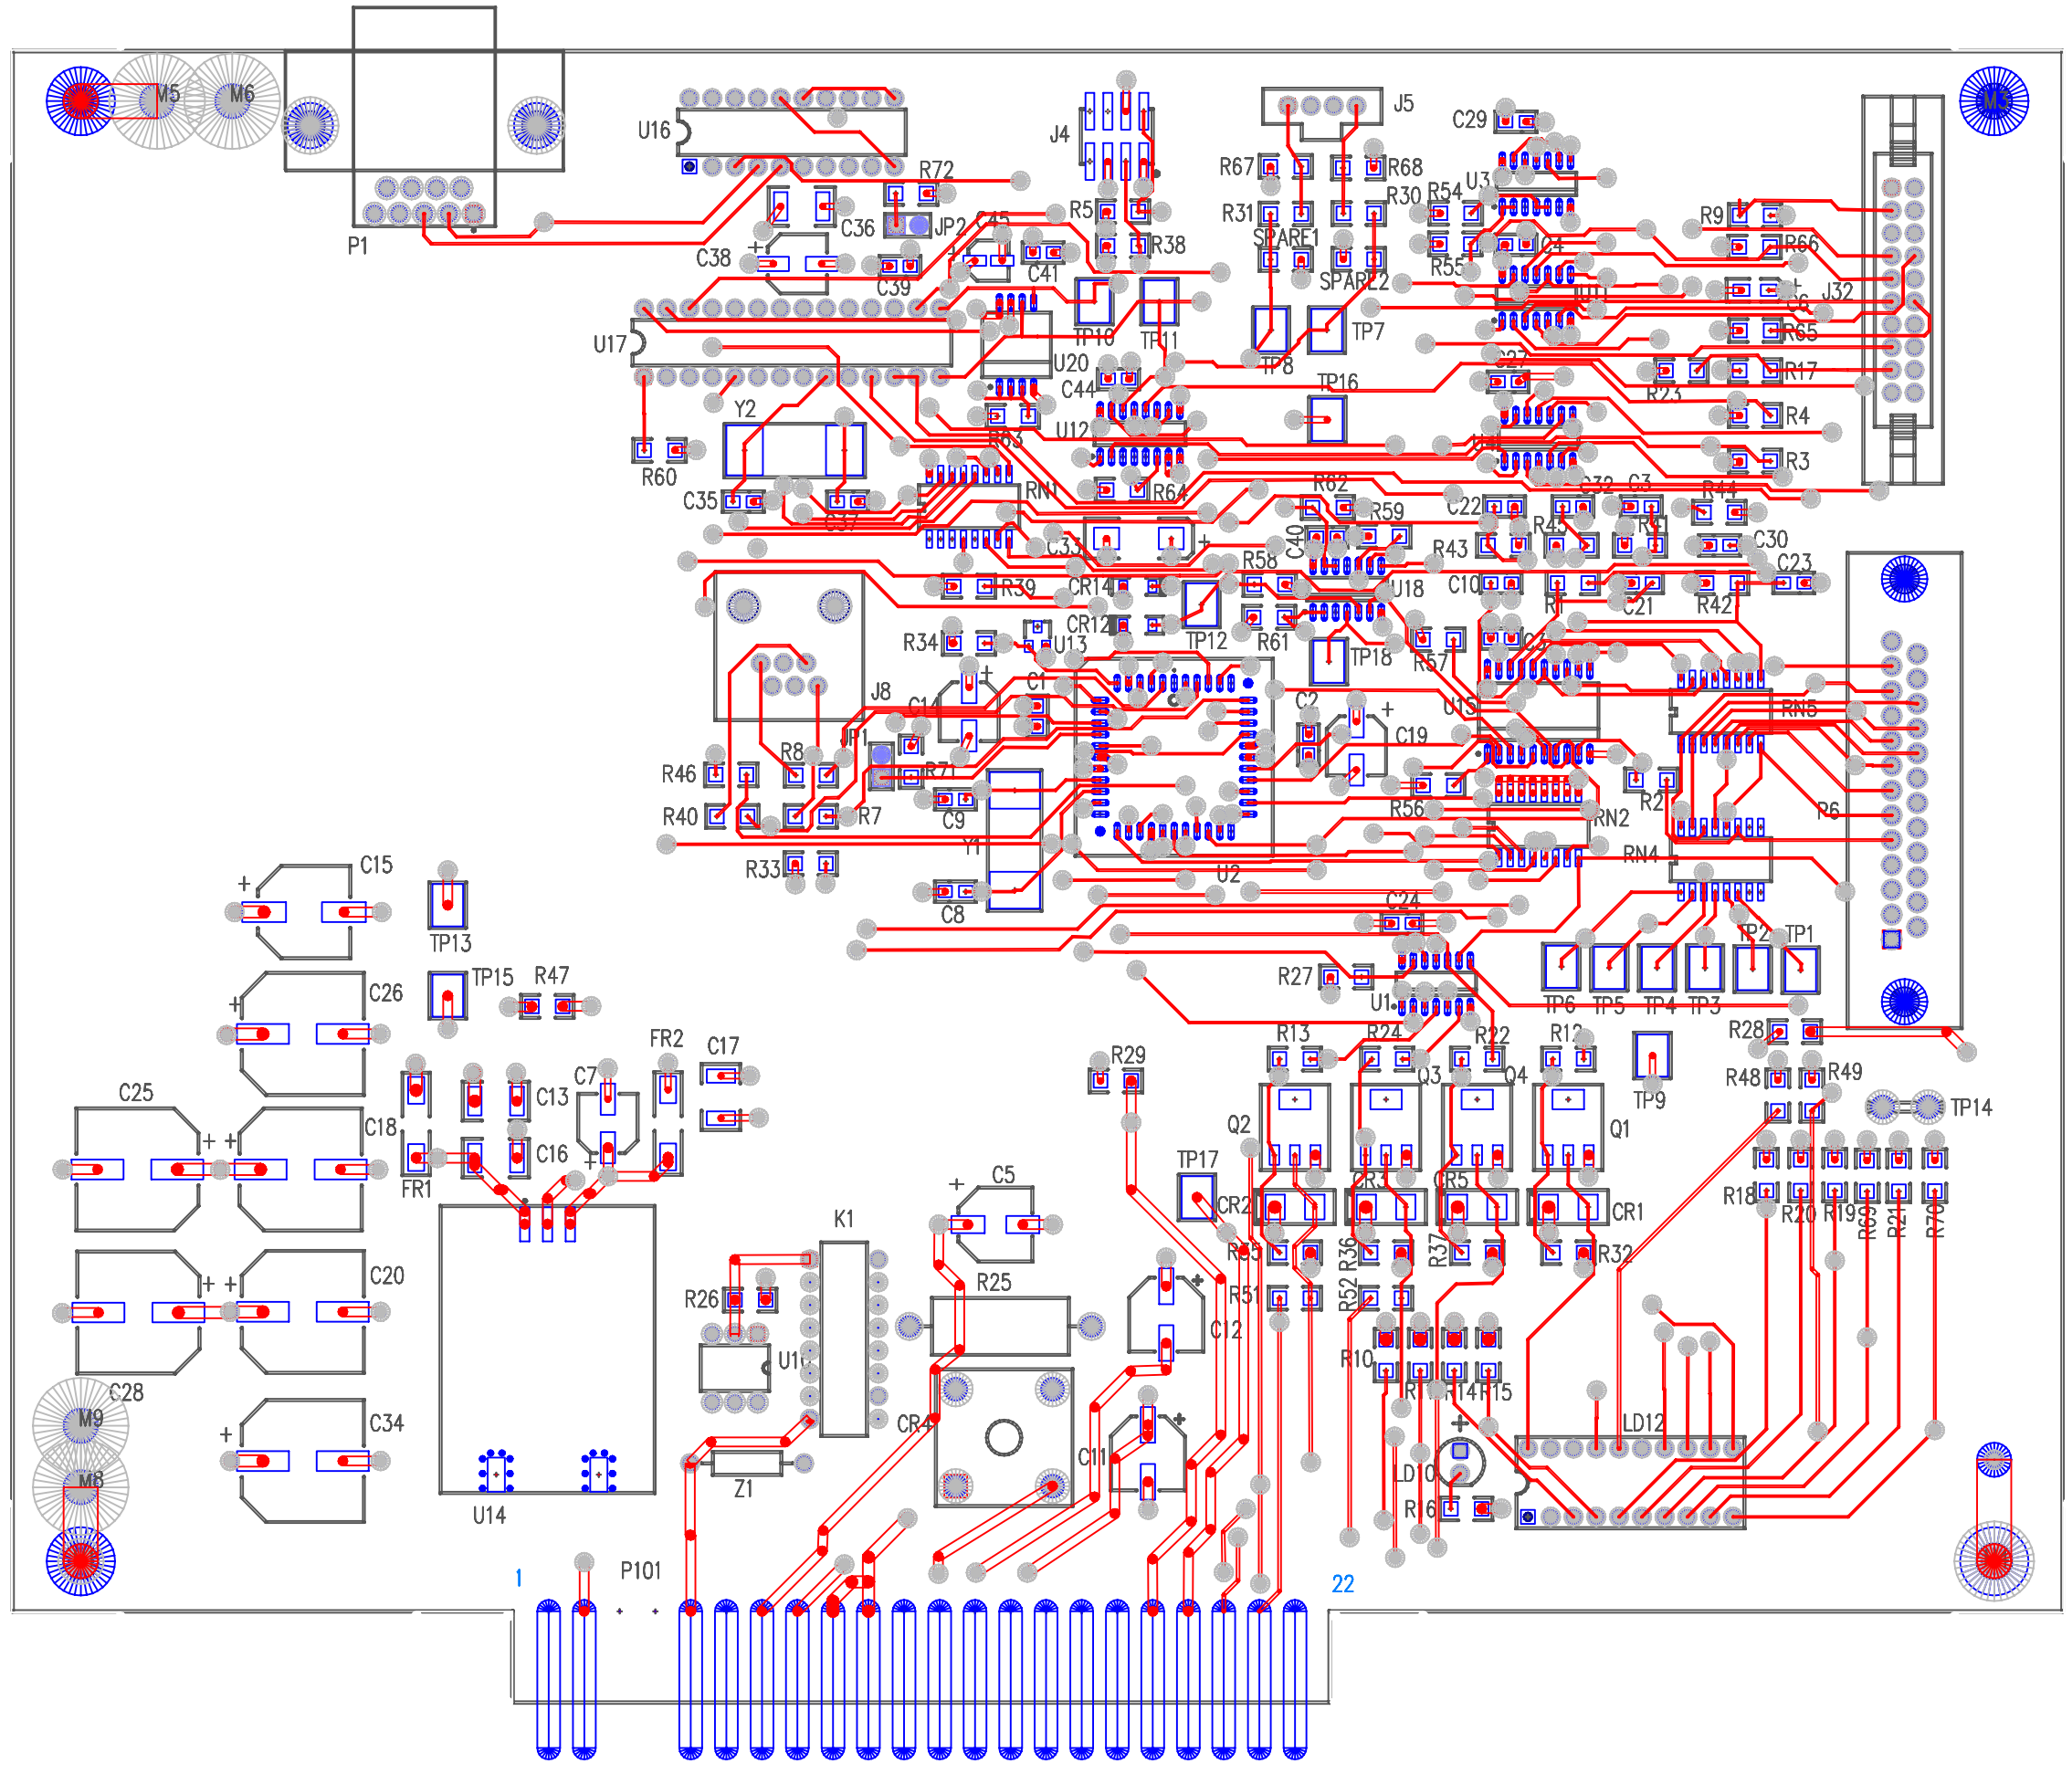 M5 M6 M3
U16 J4 J5 C29
R72 R67 R68 U3
R5 R31 R30 R54 R9
P1 C36 JP2 C45 R38 SPARE1 R55 C4 R66
C38 C39 C41 SPARE2 J32
U17 U20 TP10 TP11 TP8 TP7 R65
C44 TP16 C27 R23 R17
Y2 R63 U12 U4 R4
R60 R3
C35 C37 RN1 R64 R62 C22 C32 C3 R44
C33 C40 R59 R43 R45 R41 C30
R39 CR14 R58 U18 C10 R1 C21 R42 C23
R34 U13 CR12 TP12 R61 TP18 R57
J8 C14 C1 C2 C19 U15 RN5
R46 R8 R71 R56 R2
R40 R7 C9 Y1 RN2 P6
R33 U2 RN4
C15 C8 C24
TP13 TP2 TP1
C26 TP15 R47 R27 U1 TP6 TP5 TP4 TP3
FR2 C17 R29 R13 R24 R22 R12 R28
C25 C18 C13 C7 Q3 Q4 TP9 R48 R49 TP14
C16 Q2 Q1
FR1 TP17 C5 CR2 CR3 CR5 CR1 R18 R20 R19 R69 R21 R70
K1 R36 R37 R32
C20 R26 R25 R51 R52
C12 R10
C28 R14 R15
M9 C34 CR4 LD12
M8 C11 LD10
U14 Z1 R16
1 P101 22